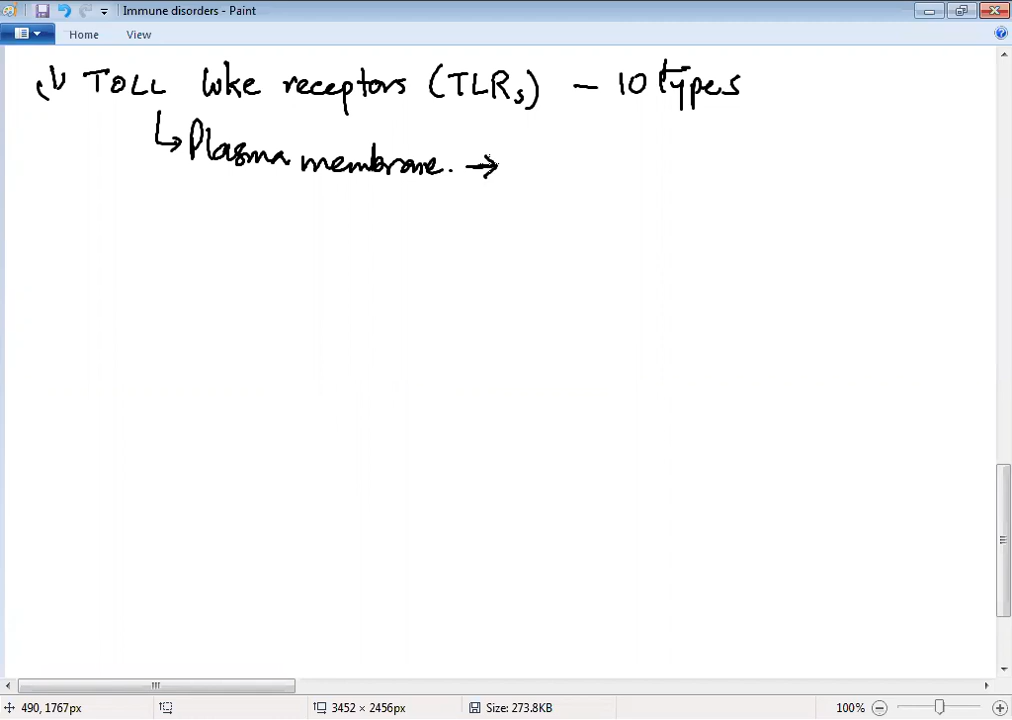 Immune disorders - Paint
Home View
TOLL like receptors (TLRs) - 10 types
↳ Plasma membrane. →
490, 1767px 3452 × 2456px Size: 273.8KB 100%